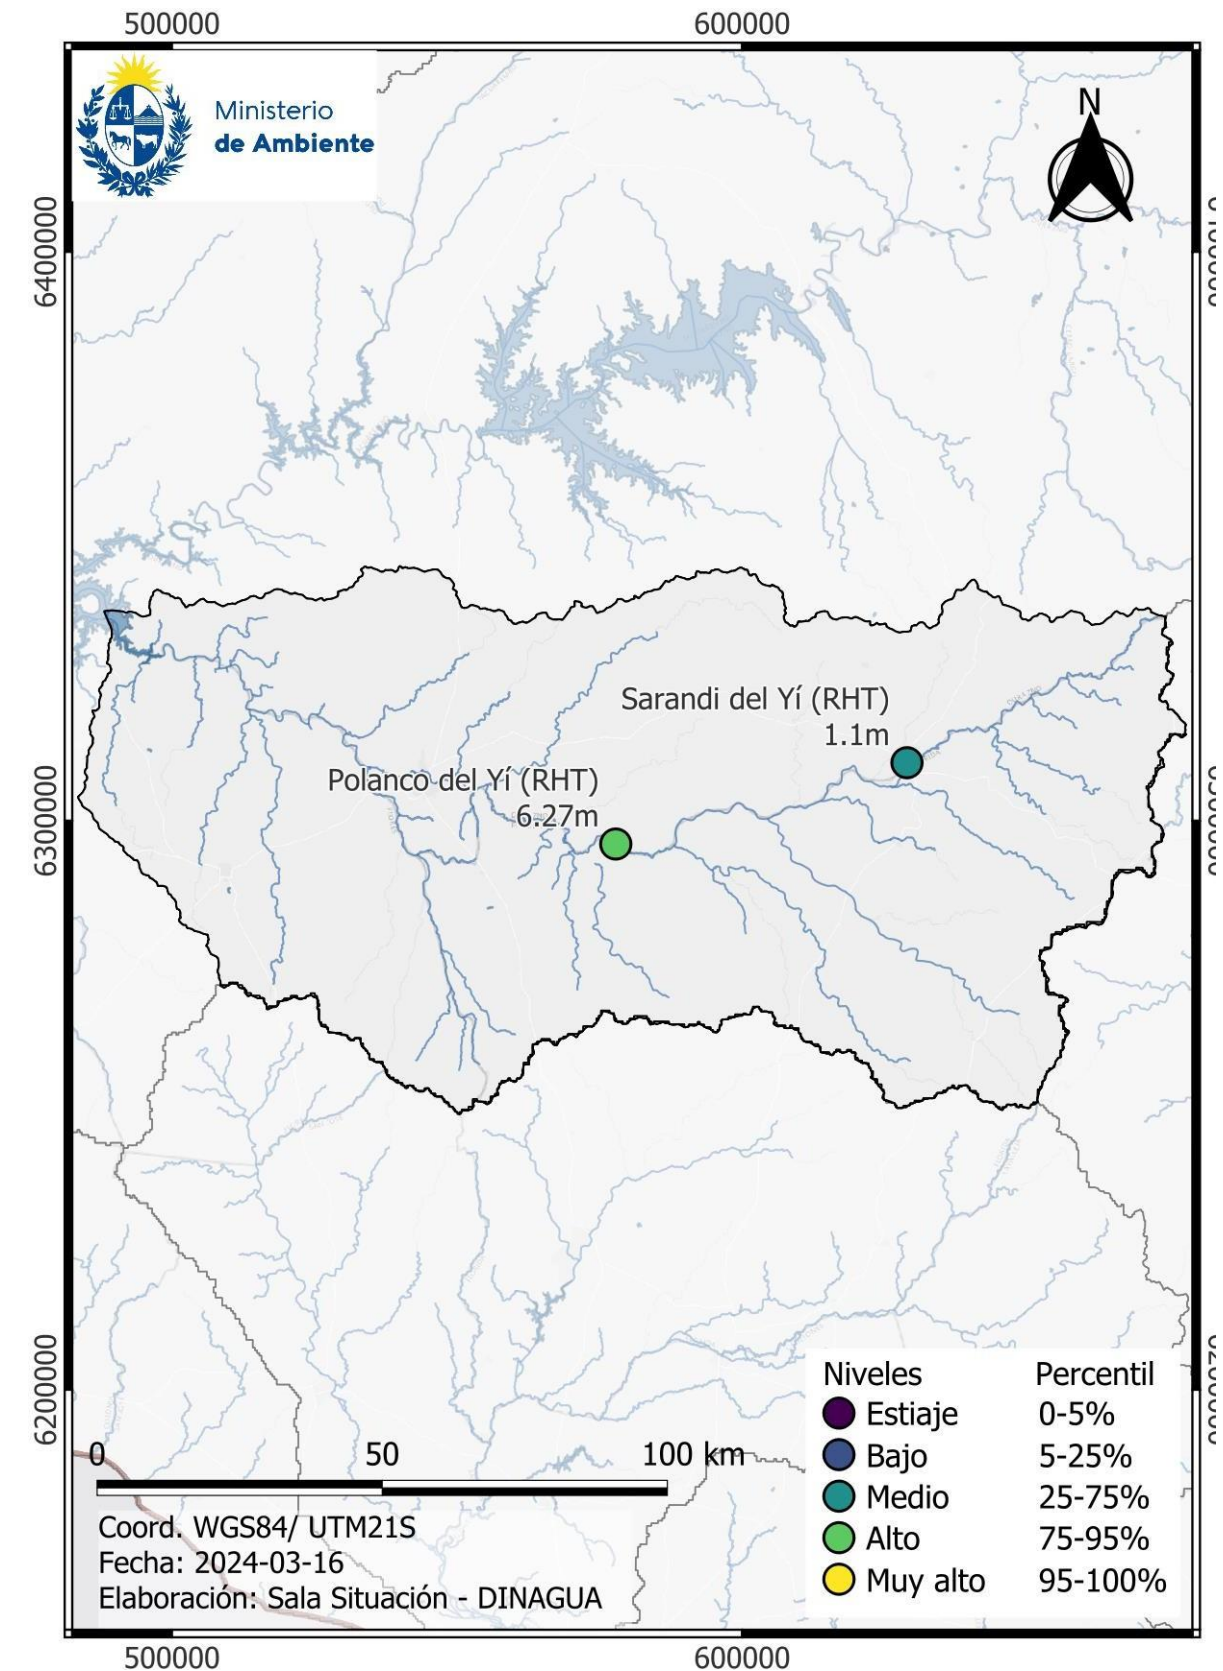 500000
600000
Ministerio
de Ambiente
N
6400000
Sarandi del Yí (RHT)
1.1m
Polanco del Yí (RHT)
6.27m
6300000
6200000
Niveles Percentil
Estiaje 0-5%
Bajo 5-25%
Medio 25-75%
Alto 75-95%
Muy alto 95-100%
0 50 100 km
Coord. WGS84/ UTM21S
Fecha: 2024-03-16
Elaboración: Sala Situación - DINAGUA
500000
600000